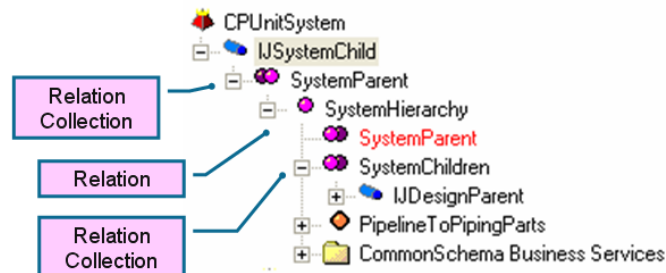 CPUnitSystem
IJSystemChild
SystemParent
Relation
Collection
SystemHierarchy
SystemParent
Relation
SystemChildren
IJDesignParent
Relation
Collection
PipelineToPipingParts
CommonSchema Business Services